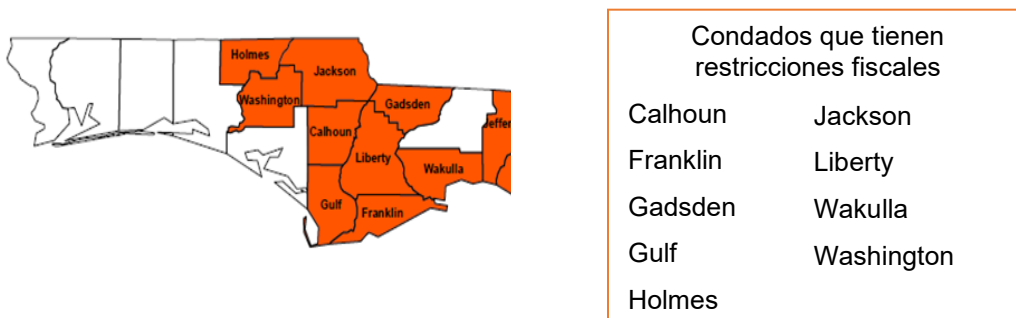 Holmes
Jackson
Washington
Gadsden
Jeffer
Calhoun
Liberty
Wakulla
Gulf
Franklin
Condados que tienen
restricciones fiscales
Calhoun
Franklin
Gadsden
Gulf
Holmes
Jackson
Liberty
Wakulla
Washington